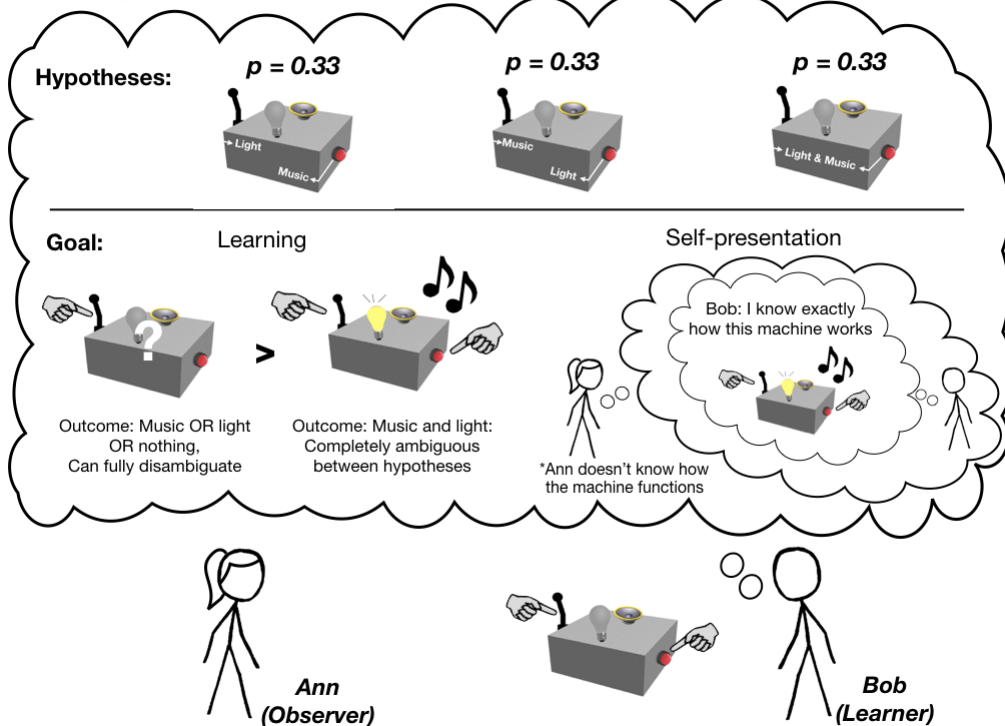 Hypotheses:
p = 0.33
p = 0.33
p = 0.33
Light
Music
Music
Light
Light & Music
Goal:
Learning
Self-presentation
?
>
Outcome: Music OR light
OR nothing,
Can fully disambiguate
Outcome: Music and light:
Completely ambiguous
between hypotheses
Bob: I know exactly
how this machine works
*Ann doesn't know how
the machine functions
Ann
(Observer)
Bob
(Learner)